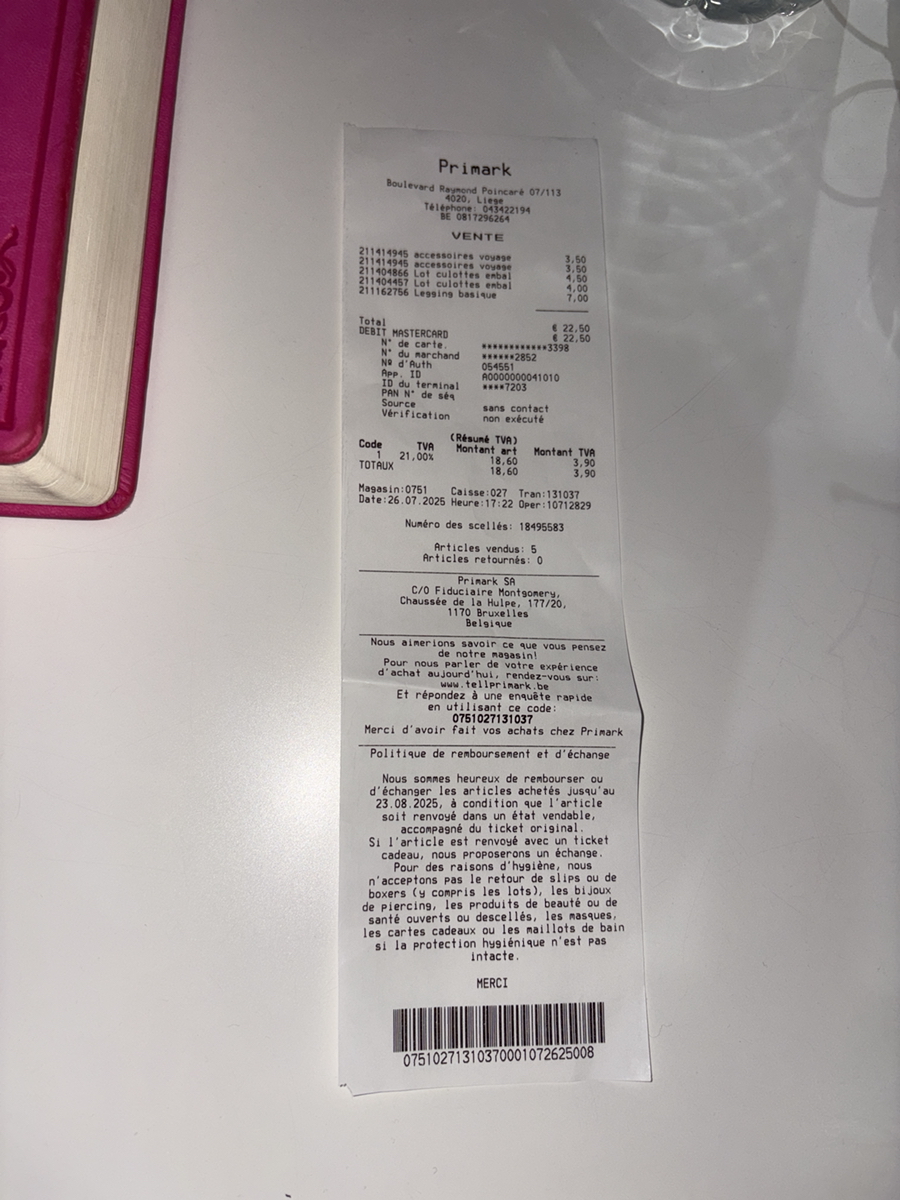 Primark
Boulevard Raymond Poincaré 07/113
4020, Liege
Téléphone: 043422194
BE 0817296264
VENTE
211414945 accessoires voyage 3,50
211414945 accessoires voyage 3,50
211404866 Lot culottes embal 4,50
211404457 Lot culottes embal 4,00
211162756 Legging basique 7,00
Total € 22,50
DEBIT MASTERCARD € 22,50
N° de carte. ************3398
N° du marchand ******2852
Nº d'Auth 054551
App. ID A0000000041010
ID du terminal ****7203
PAN N° de séq
Source sans contact
Vérification non exécuté
(Résumé TVA)
Code TVA Montant art Montant TVA
1 21,00% 18,60 3,90
TOTAUX 18,60 3,90
Magasin:0751 Caisse:027 Tran:131037
Date:26.07.2025 Heure:17:22 Oper:10712829
Numéro des scellés: 18495583
Articles vendus: 5
Articles retournés: 0
Primark SA
C/O Fiduciaire Montgomery,
Chaussée de la Hulpe, 177/20,
1170 Bruxelles
Belgique
Nous aimerions savoir ce que vous pensez
de notre magasin!
Pour nous parler de votre expérience
d'achat aujourd'hui, rendez-vous sur:
www.tellprimark.be
Et répondez à une enquête rapide
en utilisant ce code:
0751027131037
Merci d'avoir fait vos achats chez Primark
Politique de remboursement et d'échange
Nous sommes heureux de rembourser ou
d'échanger les articles achetés jusqu'au
23.08.2025, à condition que l'article
soit renvoyé dans un état vendable,
accompagné du ticket original.
Si l'article est renvoyé avec un ticket
cadeau, nous proposerons un échange.
Pour des raisons d'hygiène, nous
n'acceptons pas le retour de slips ou de
boxers (y compris les lots), les bijoux
de piercing, les produits de beauté ou de
santé ouverts ou descellés, les masques,
les cartes cadeaux ou les maillots de bain
si la protection hygiénique n'est pas
intacte.
MERCI
07510271310370001072625008